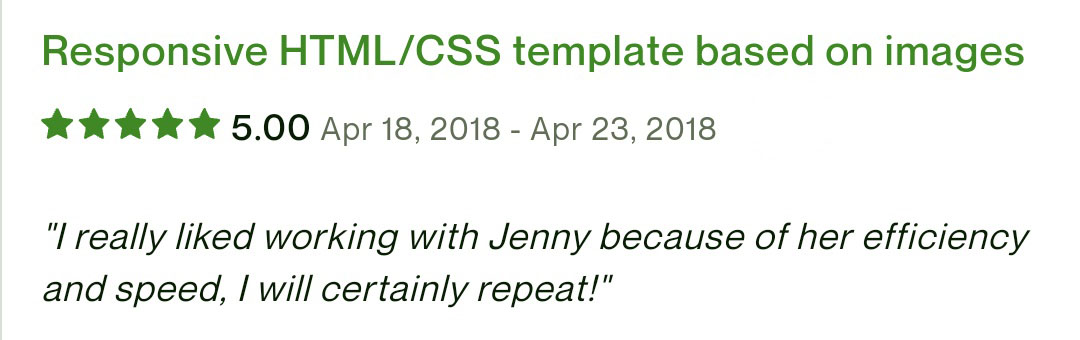 Responsive HTML/CSS template based on images
5.00 Apr 18, 2018 - Apr 23, 2018
"I really liked working with Jenny because of her efficiency
and speed, I will certainly repeat!"